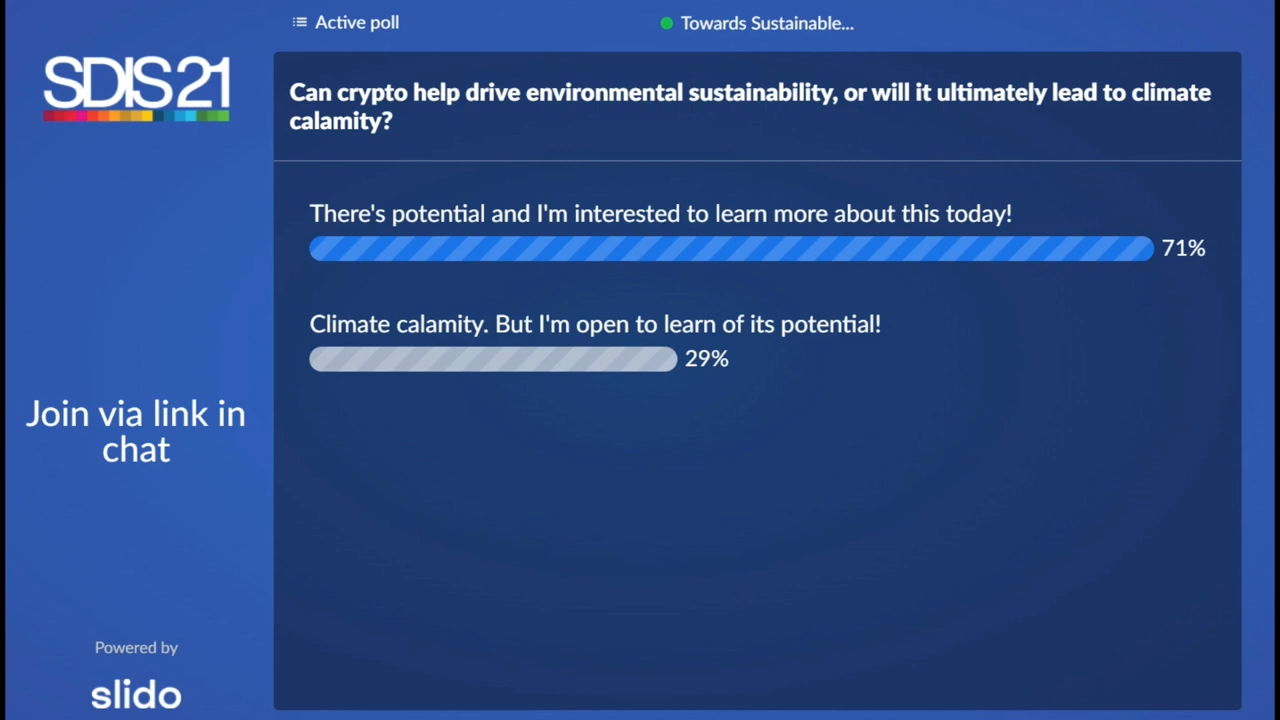 Active poll
Towards Sustainable...
SDIS21
Can crypto help drive environmental sustainability, or will it ultimately lead to climate
calamity?
There's potential and I'm interested to learn more about this today!
71%
Climate calamity. But I'm open to learn of its potential!
29%
Join via link in
chat
Powered by
slido